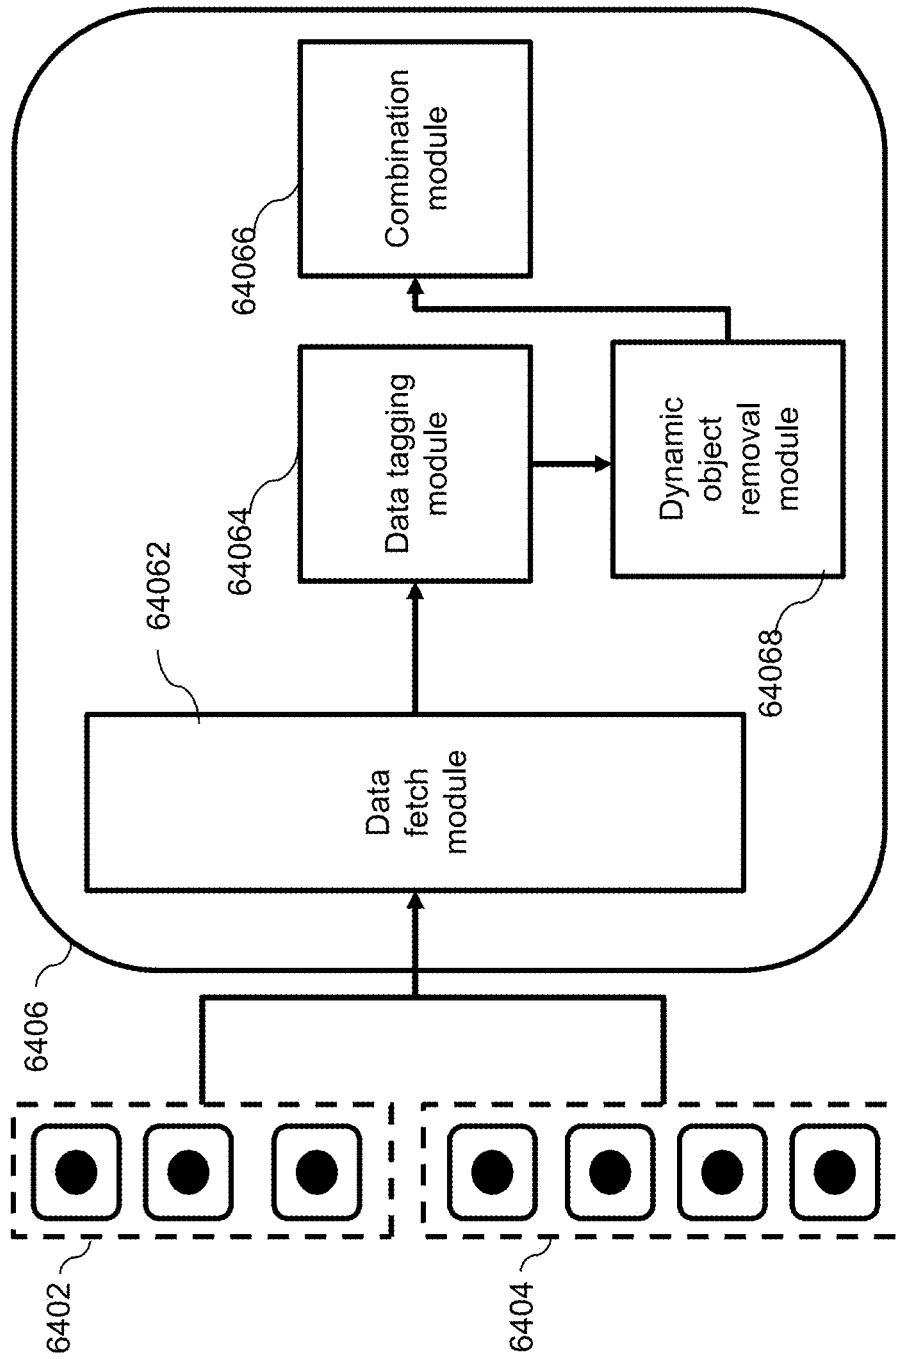 6402
6404
6406
64062
Data
fetch
module
64064
Data tagging
module
64066
Combination
module
64068
Dynamic
object
removal
module